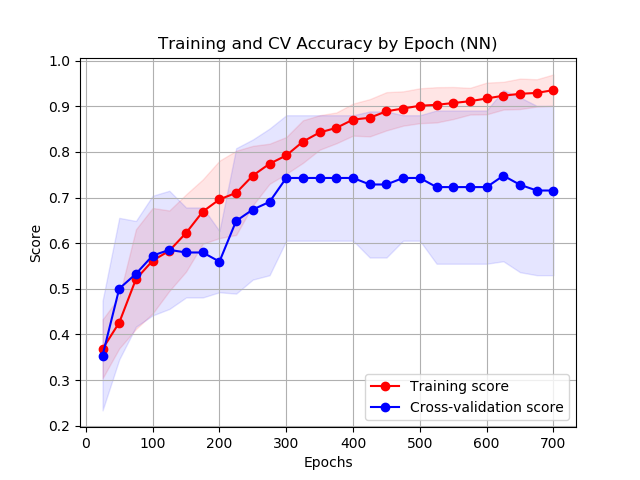 Training and CV Accuracy by Epoch (NN)
1.0
0.9
0.8
0.7
0.6
0.5
0.4
0.3
0.2
Score
0 100 200 300 400 500 600 700
Epochs
Training score
Cross-validation score